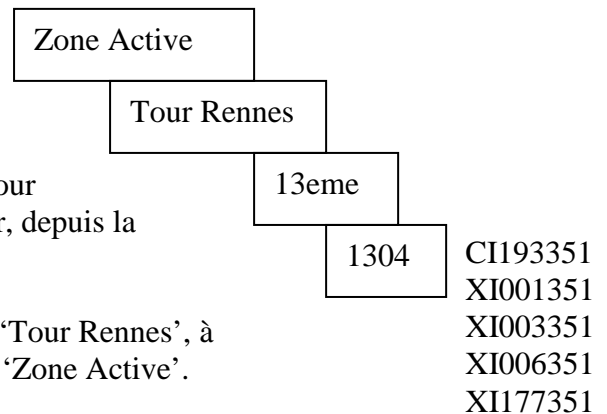 Zone Active
Tour Rennes
13eme
our
r, depuis la
1304
CI193351
XI001351
XI003351
‘Tour Rennes’, à
XI006351
‘Zone Active’.
XI177351